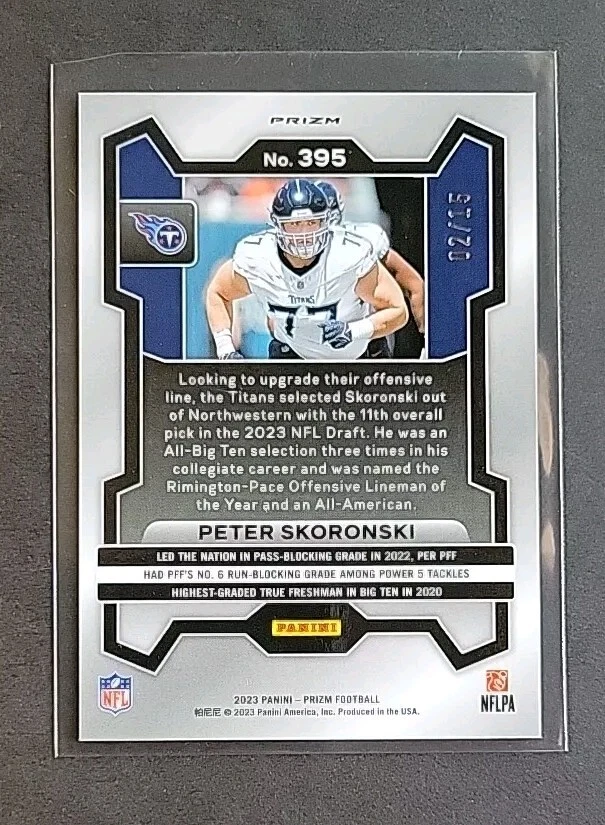 PRIZM
No. 395
02/15
T
77
TITANS
77
Looking to upgrade their offensive
line, the Titans selected Skoronski out
of Northwestern with the 11th overall
pick in the 2023 NFL Draft. He was an
All-Big Ten selection three times in his
collegiate career and was named the
Rimington-Pace Offensive Lineman of
the Year and an All-American.
PETER SKORONSKI
LED THE NATION IN PASS-BLOCKING GRADE IN 2022, PER PFF
HAD PFF'S NO. 6 RUN-BLOCKING GRADE AMONG POWER 5 TACKLES
HIGHEST-GRADED TRUE FRESHMAN IN BIG TEN IN 2020
PANINI
NFL
NFLPA
2023 PANINI – PRIZM FOOTBALL
帕尼尼 © 2023 Panini America, Inc. Produced in the USA.